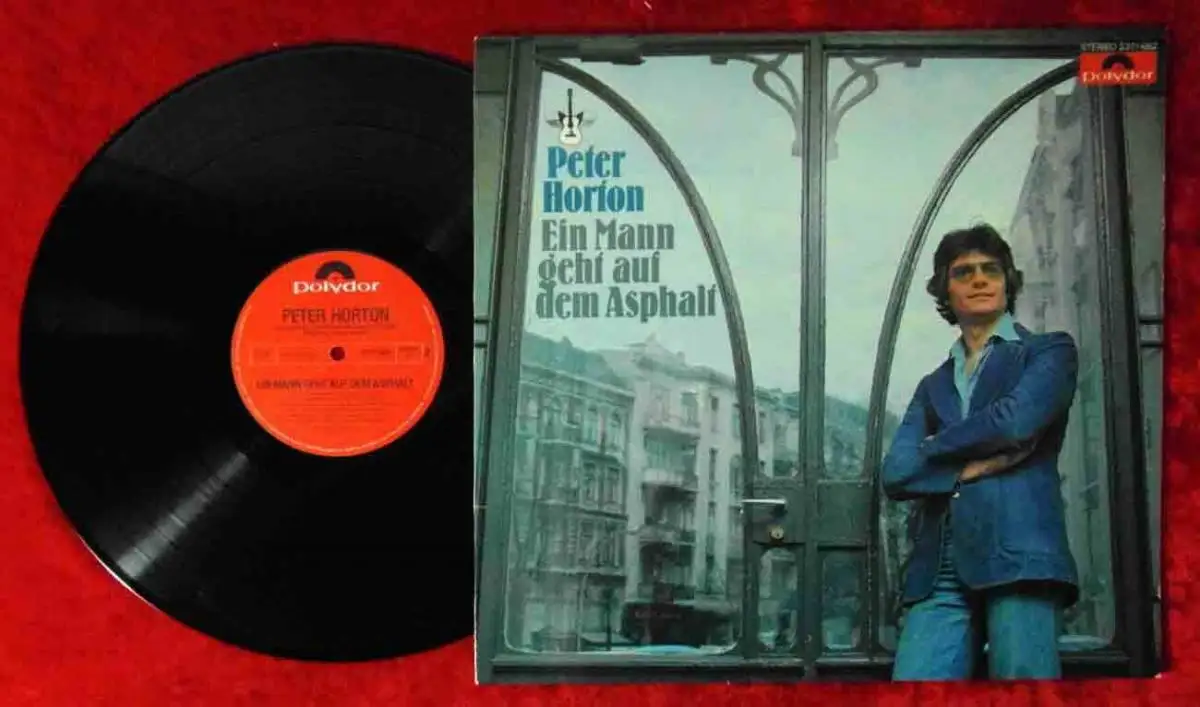 Polydor
PETER HORTON
EIN MANN GEHT AUF DEM ASPHALT
STEREO
Polydor
Peter
Horton
Ein Mann
geht auf
dem Asphalt